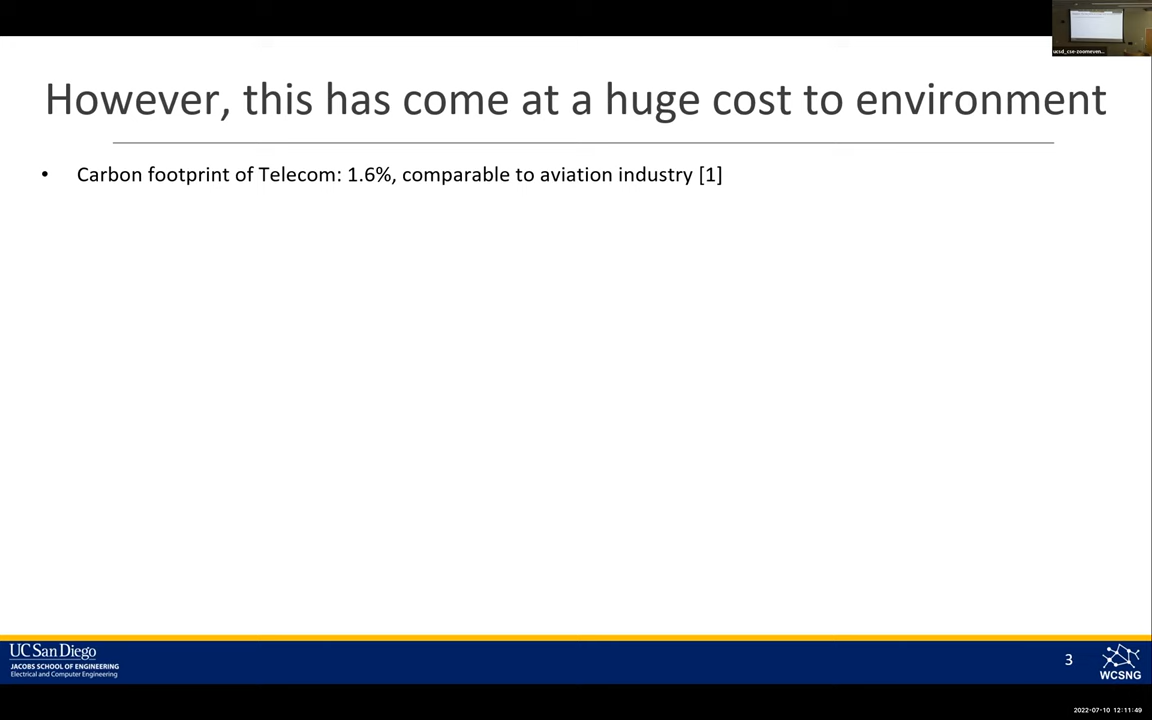 ucsd_cse-zoomeven...
However, this has come at a huge cost to environment
• Carbon footprint of Telecom: 1.6%, comparable to aviation industry [1]
UC San Diego
JACOBS SCHOOL OF ENGINEERING
Electrical and Computer Engineering
3
WCSNG
2022-07-10 12:11:49